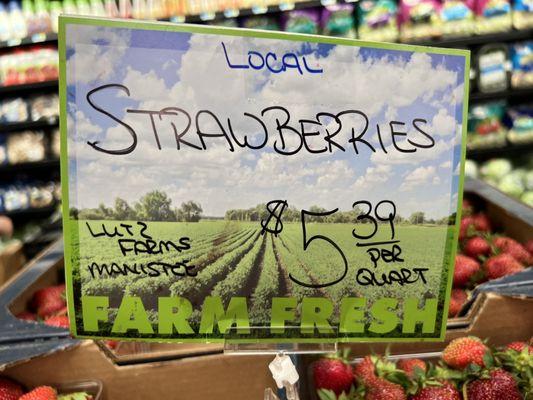 LOCAL
STRAWBERRIES
LUTZ
FARMS
MANISTEE
$5.39
PER
QUART
FARM FRESH